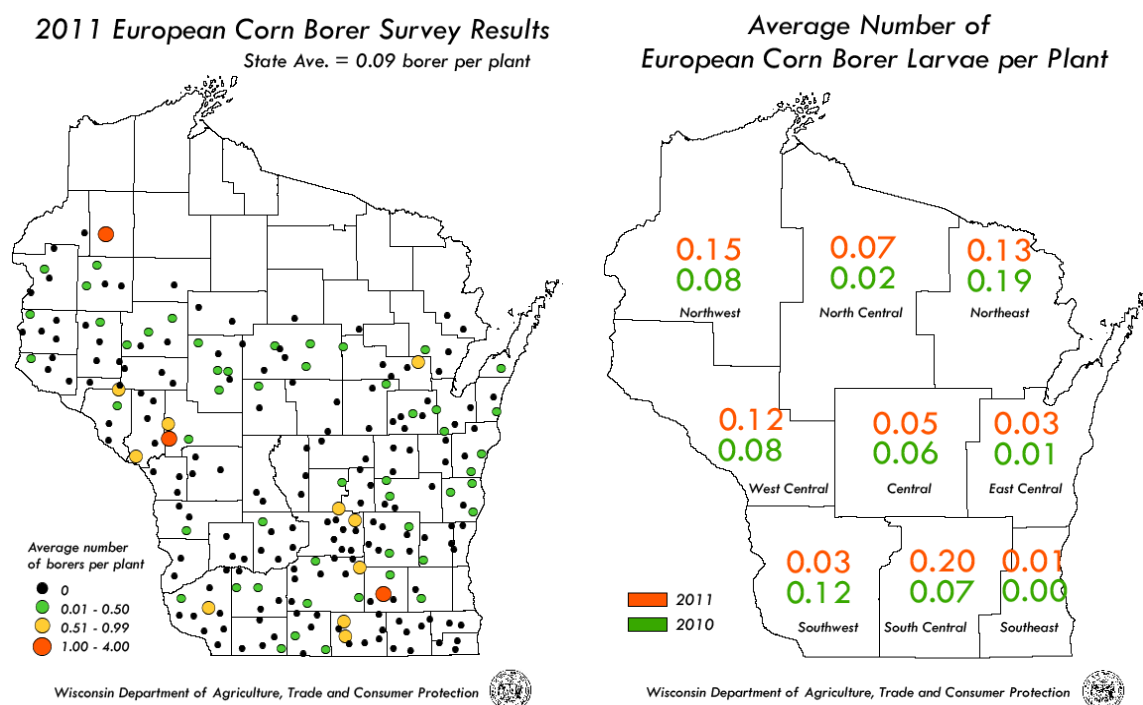 2011 European Corn Borer Survey Results
State Ave. = 0.09 borer per plant
Average number
of borers per plant
0
0.01 - 0.50
0.51 - 0.99
1.00 - 4.00
Wisconsin Department of Agriculture, Trade and Consumer Protection
Average Number of
European Corn Borer Larvae per Plant
0.15
0.08
Northwest
0.07
0.02
North Central
0.13
0.19
Northeast
0.12
0.08
West Central
0.05
0.06
Central
0.03
0.01
East Central
0.03
0.12
Southwest
0.20
0.07
South Central
0.01
0.00
Southeast
2011
2010
Wisconsin Department of Agriculture, Trade and Consumer Protection